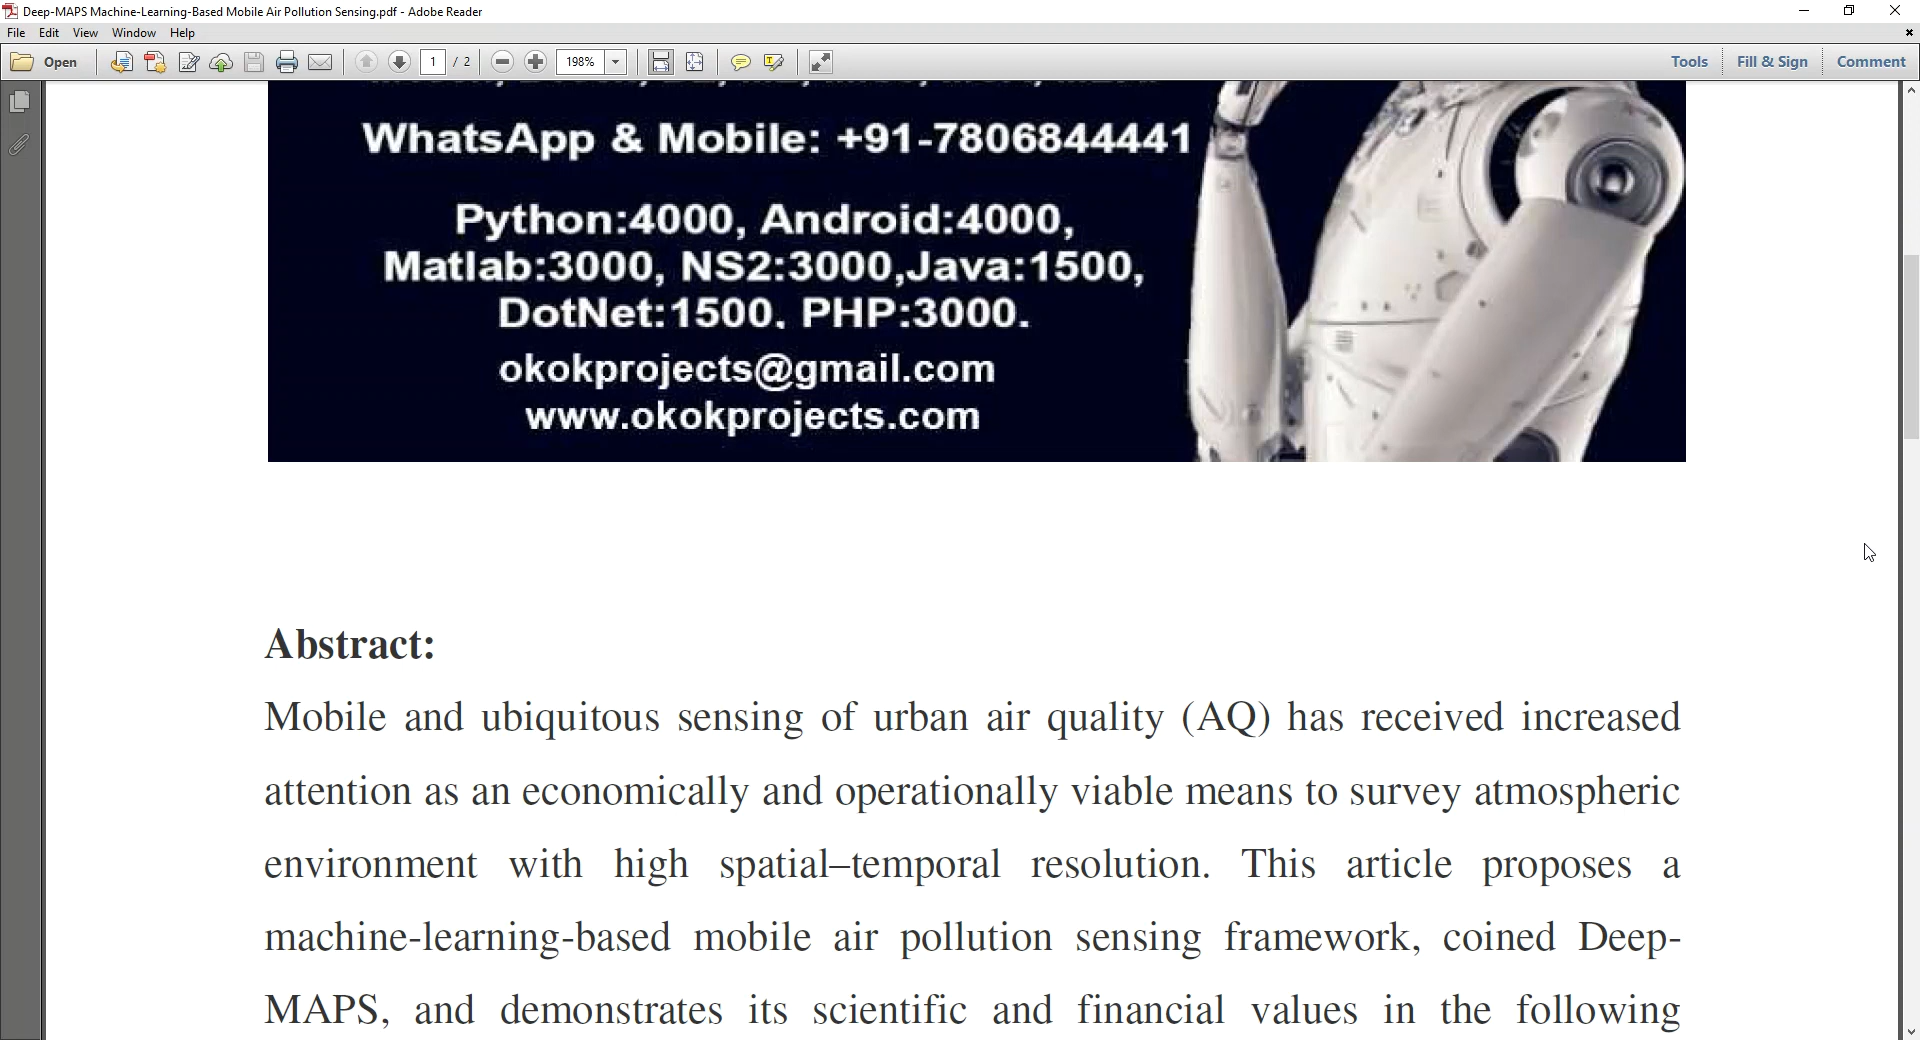 Deep-MAPS Machine-Learning-Based Mobile Air Pollution Sensing.pdf - Adobe Reader
File Edit View Window Help
Open 1 / 2 198% Tools Fill & Sign Comment
WhatsApp & Mobile: +91-7806844441
Python:4000, Android:4000,
Matlab:3000, NS2:3000,Java:1500,
DotNet:1500, PHP:3000.
okokprojects@gmail.com
www.okokprojects.com
Abstract:
Mobile and ubiquitous sensing of urban air quality (AQ) has received increased
attention as an economically and operationally viable means to survey atmospheric
environment with high spatial–temporal resolution. This article proposes a
machine-learning-based mobile air pollution sensing framework, coined Deep-
MAPS, and demonstrates its scientific and financial values in the following